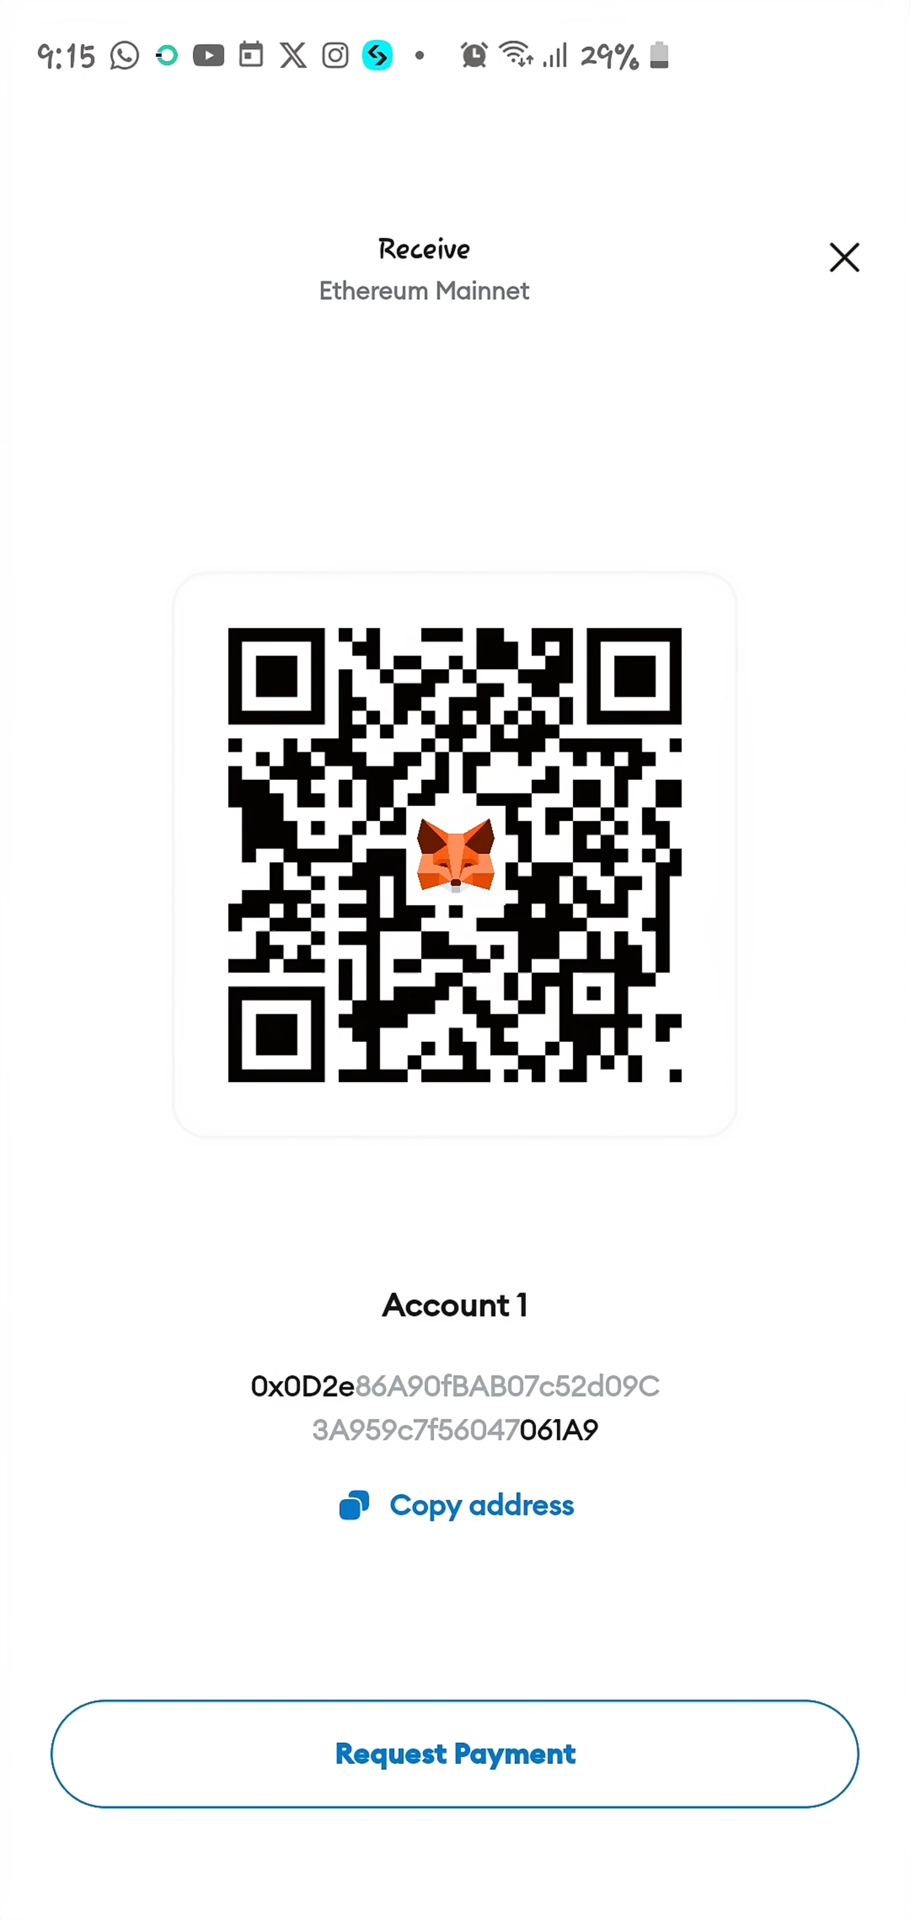 9:15 29%
Receive
Ethereum Mainnet
Account 1
0x0D2e86A90fBAB07c52d09C
3A959c7f56047061A9
Copy address
Request Payment